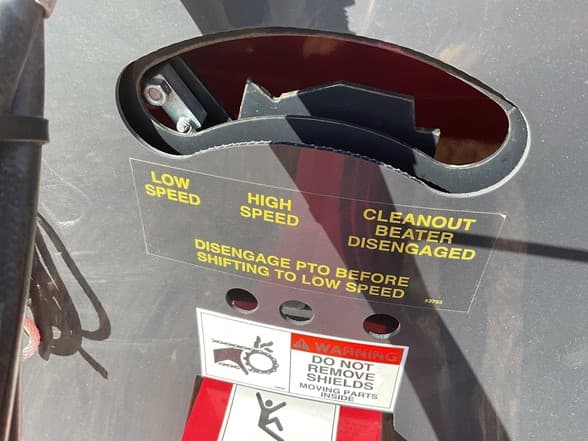 LOW
SPEED
HIGH
SPEED
CLEANOUT
BEATER
DISENGAGED
DISENGAGE PTO BEFORE
SHIFTING TO LOW SPEED
WARNING
DO NOT
REMOVE
SHIELDS
MOVING PARTS
INSIDE